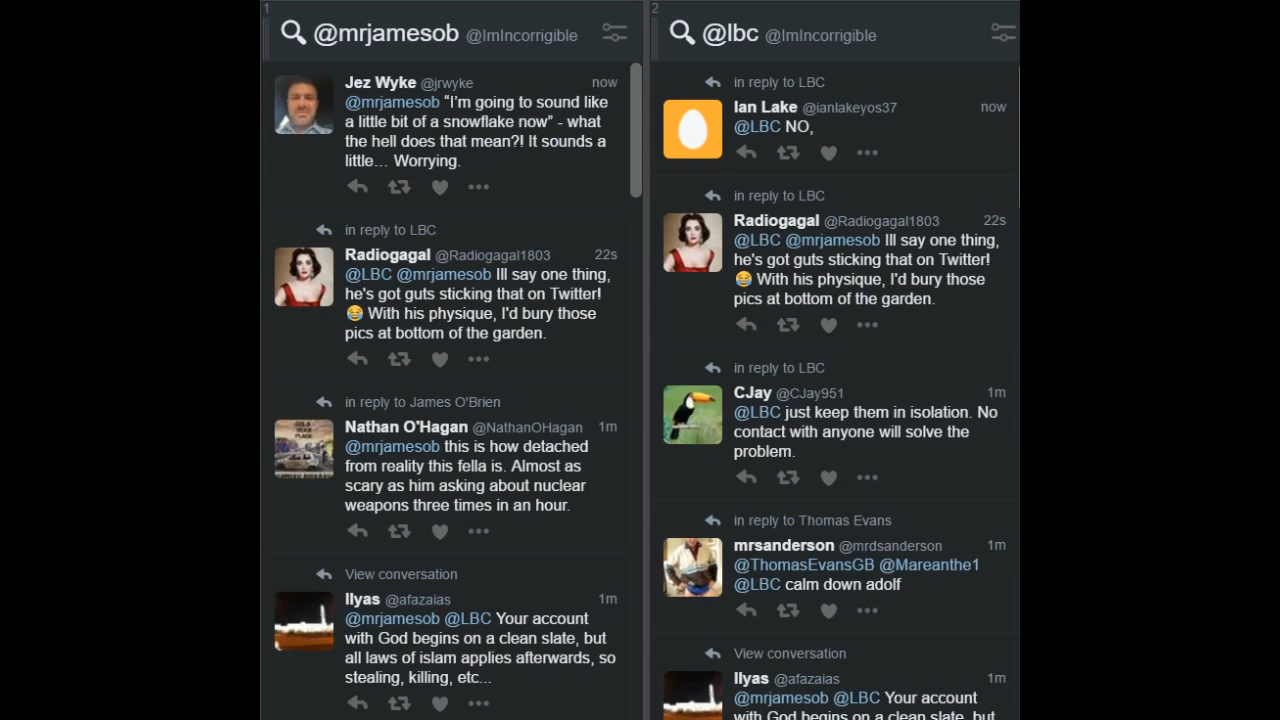 1
@mrjamesob @ImIncorrigible
Jez Wyke @jrwyke now
@mrjamesob “I’m going to sound like
a little bit of a snowflake now” - what
the hell does that mean?! It sounds a
little… Worrying.
in reply to LBC
Radiogagal @Radiogagal1803 22s
@LBC @mrjamesob Ill say one thing,
he's got guts sticking that on Twitter!
😂 With his physique, I'd bury those
pics at bottom of the garden.
in reply to James O'Brien
Nathan O'Hagan @NathanOHagan 1m
@mrjamesob this is how detached
from reality this fella is. Almost as
scary as him asking about nuclear
weapons three times in an hour.
View conversation
Ilyas @afazaias 1m
@mrjamesob @LBC Your account
with God begins on a clean slate, but
all laws of islam applies afterwards, so
stealing, killing, etc...
2
@lbc @ImIncorrigible
in reply to LBC
Ian Lake @ianlakeyos37 now
@LBC NO,
in reply to LBC
Radiogagal @Radiogagal1803 22s
@LBC @mrjamesob Ill say one thing,
he's got guts sticking that on Twitter!
😂 With his physique, I'd bury those
pics at bottom of the garden.
in reply to LBC
CJay @CJay951 1m
@LBC just keep them in isolation. No
contact with anyone will solve the
problem.
in reply to Thomas Evans
mrsanderson @mrdsanderson 1m
@ThomasEvansGB @Mareanthe1
@LBC calm down adolf
View conversation
Ilyas @afazaias 1m
@mrjamesob @LBC Your account
with God begins on a clean slate, but